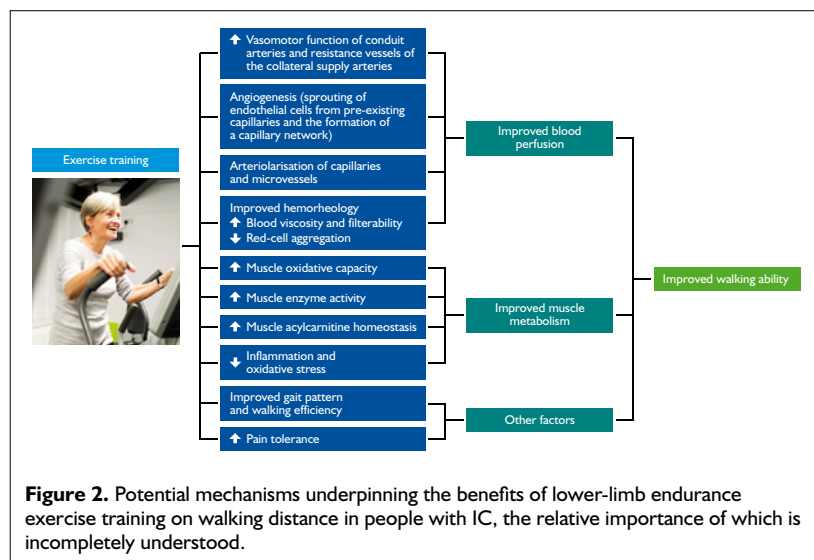 Exercise training
Vasomotor function of conduit
arteries and resistance vessels of
the collateral supply arteries
Angiogenesis (sprouting of
endothelial cells from pre-existing
capillaries and the formation of
a capillary network)
Arteriolarisation of capillaries
and microvessels
Improved hemorheology
Blood viscosity and filterability
Red-cell aggregation
Muscle oxidative capacity
Muscle enzyme activity
Muscle acylcarnitine homeostasis
Inflammation and
oxidative stress
Improved gait pattern
and walking efficiency
Pain tolerance
Improved blood
perfusion
Improved muscle
metabolism
Other factors
Improved walking ability
Figure 2. Potential mechanisms underpinning the benefits of lower-limb endurance
exercise training on walking distance in people with IC, the relative importance of which is
incompletely understood.